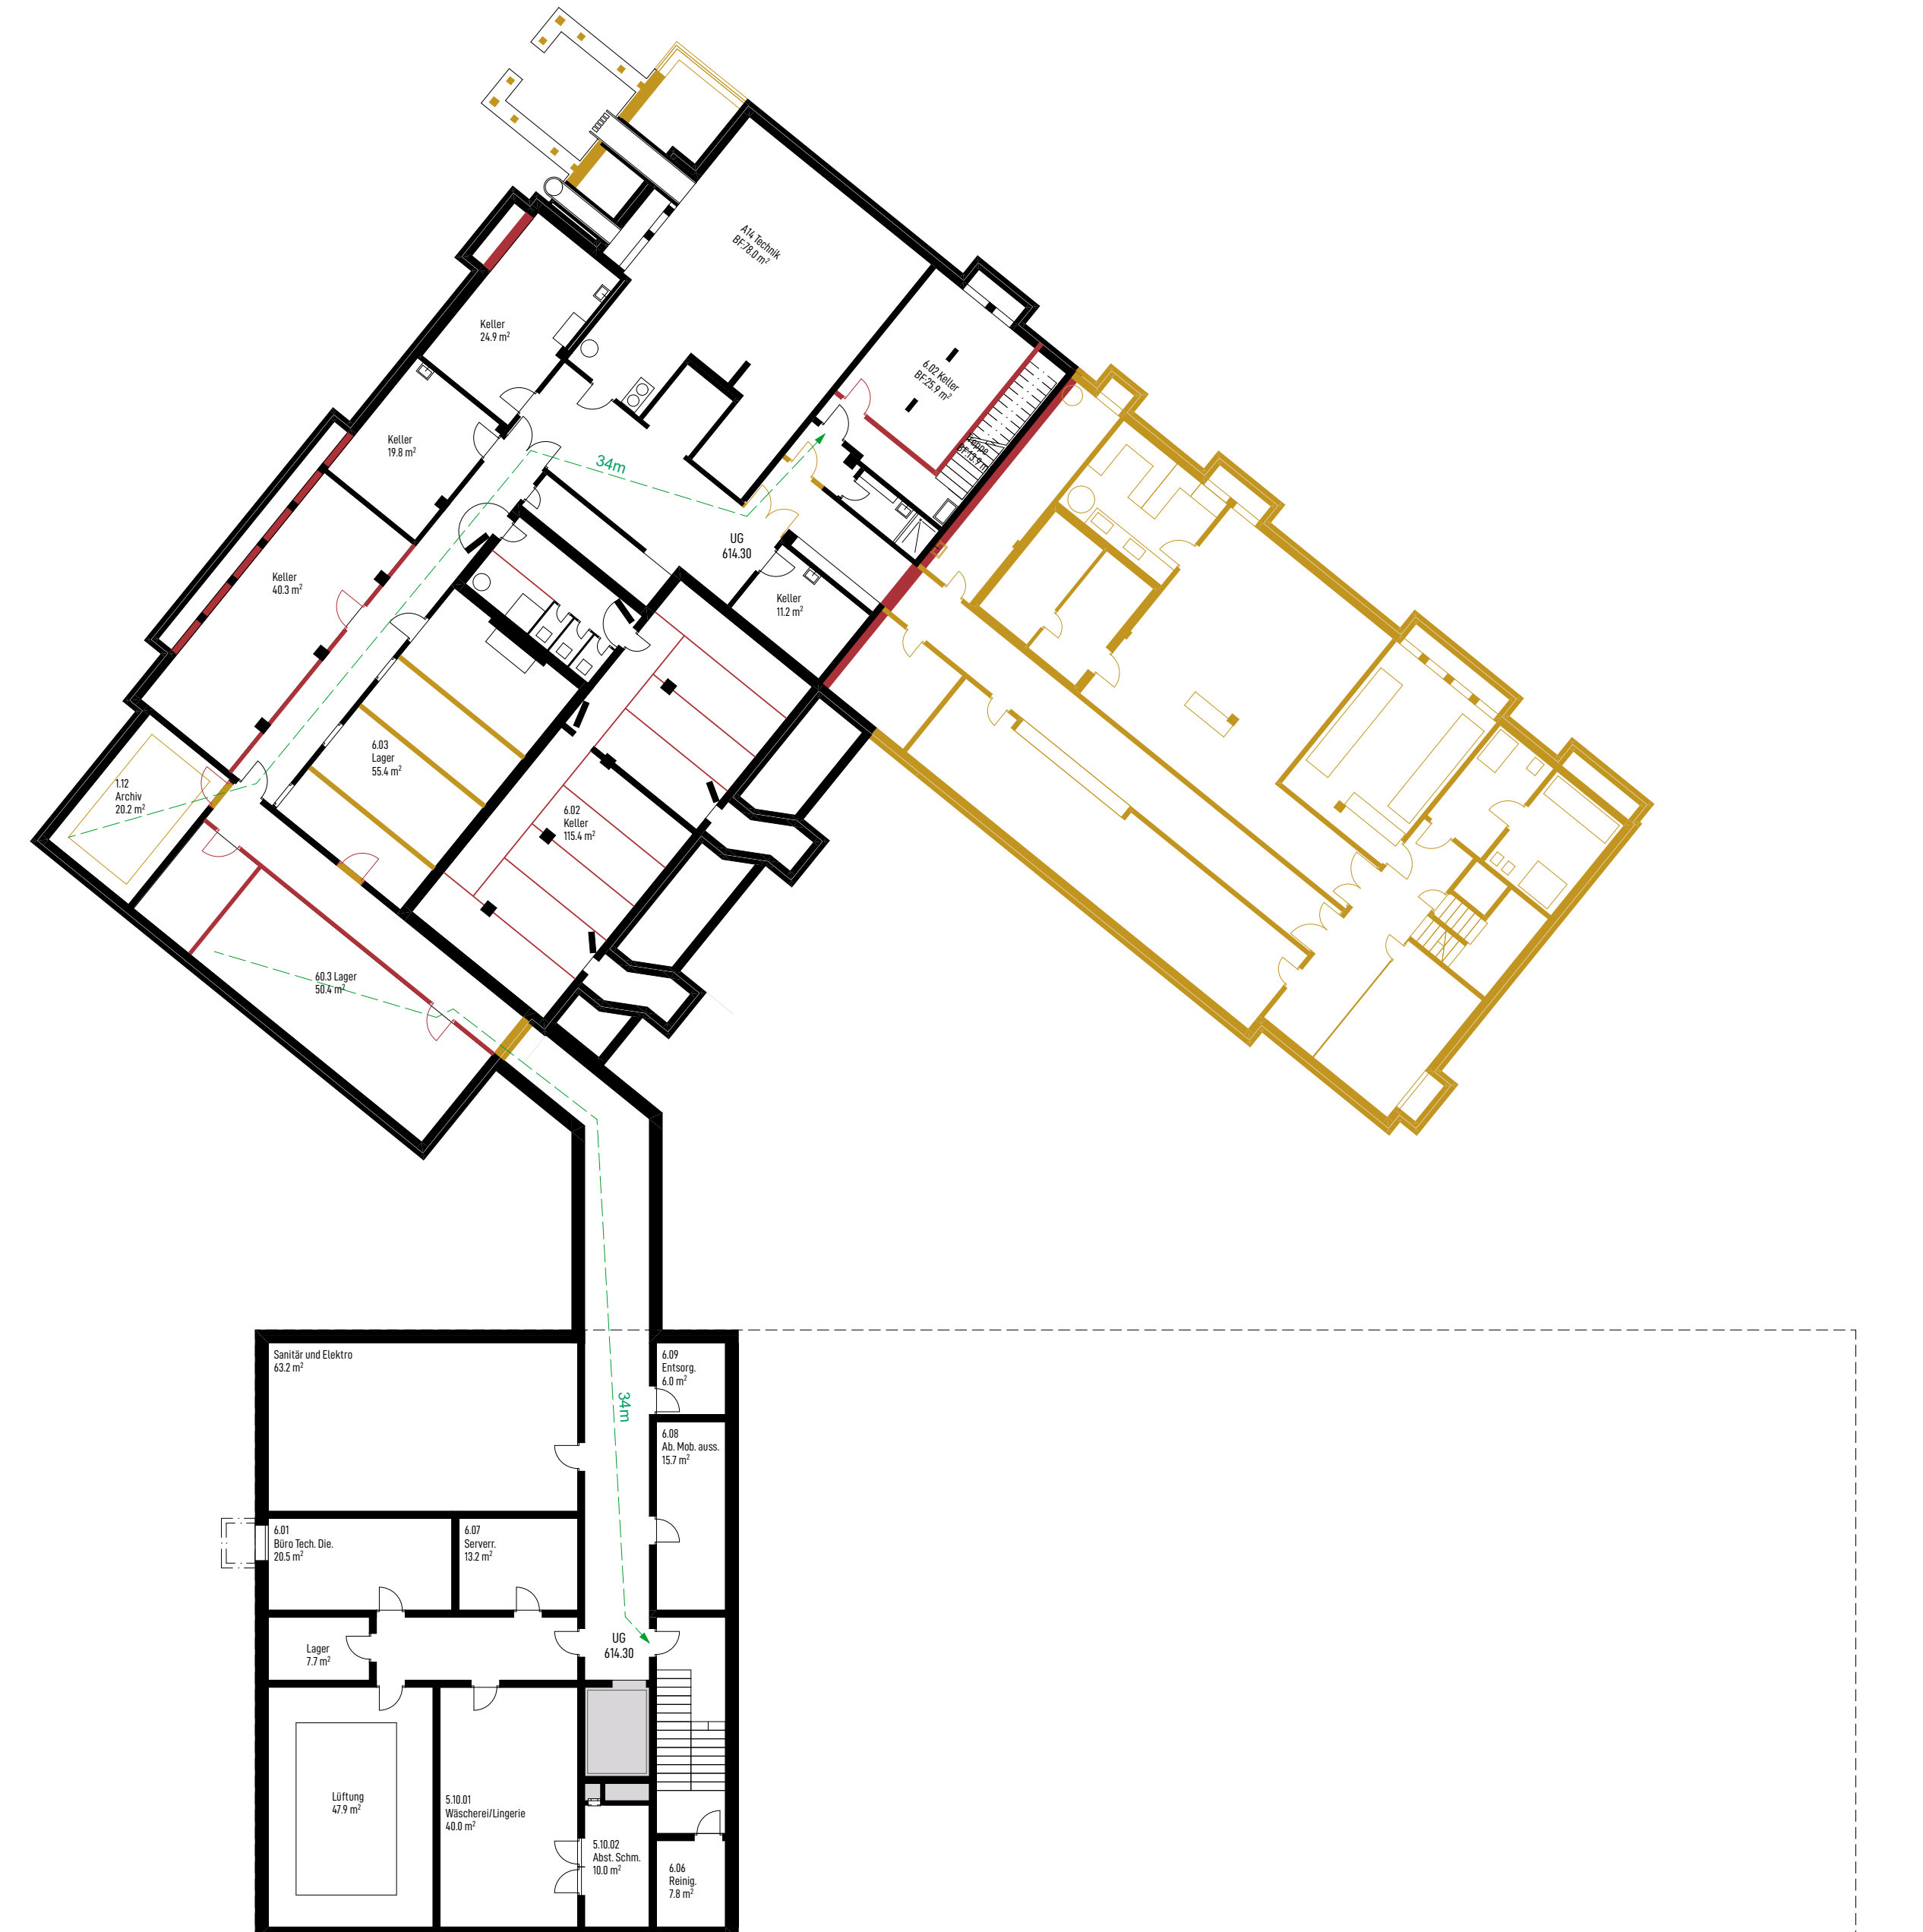 A14 Technik
BF:78.0 m²
Keller
24.9 m²
6.02 Keller
BF:25.9 m²
Keller
19.8 m²
BF:13.9 m
34m
UG
614.30
Keller
40.3 m²
Keller
11.2 m²
6.03
Lager
55.4 m²
1.12
Archiv
20.2 m²
6.02
Keller
115.4 m²
60.3 Lager
50.4 m²
Sanitär und Elektro
63.2 m²
6.09
Entsorg.
6.0 m²
34m
6.08
Ab. Mob. auss.
15.7 m²
6.01
Büro Tech. Die.
20.5 m²
6.07
Serverr.
13.2 m²
UG
614.30
Lager
7.7 m²
Lüftung
47.9 m²
5.10.01
Wäscherei/Lingerie
40.0 m²
5.10.02
Abst. Schm.
10.0 m²
6.06
Reinig.
7.8 m²